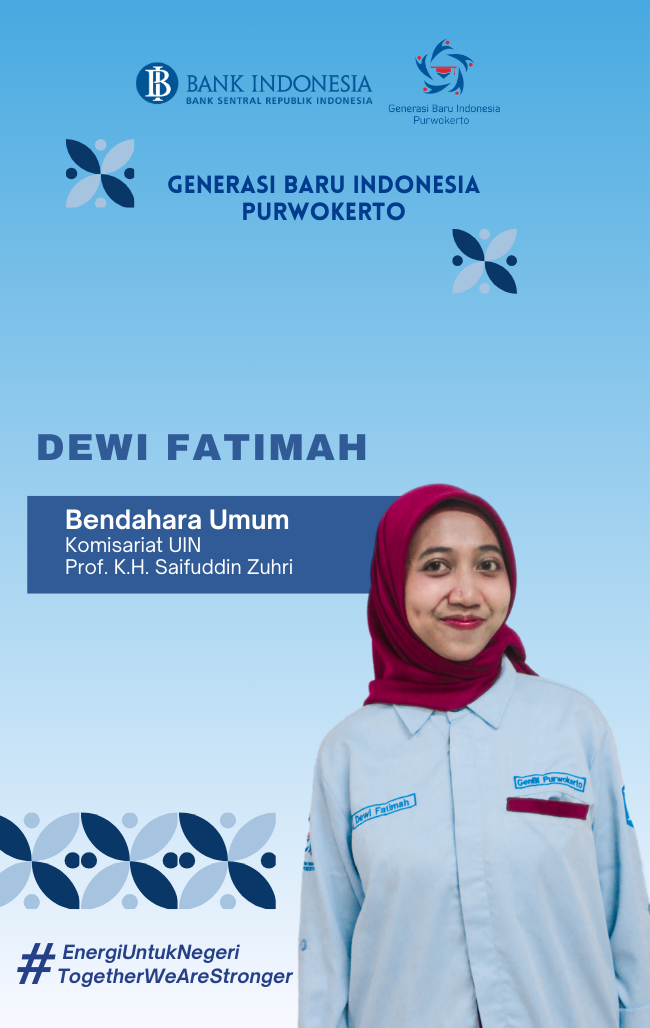 BANK INDONESIA
BANK SENTRAL REPUBLIK INDONESIA
Generasi Baru Indonesia
Purwokerto
GENERASI BARU INDONESIA
PURWOKERTO
DEWI FATIMAH
Bendahara Umum
Komisariat UIN
Prof. K.H. Saifuddin Zuhri
GenBI Purwokerto
Dewi Fatimah
# EnergiUntukNegeri
TogetherWeAreStronger